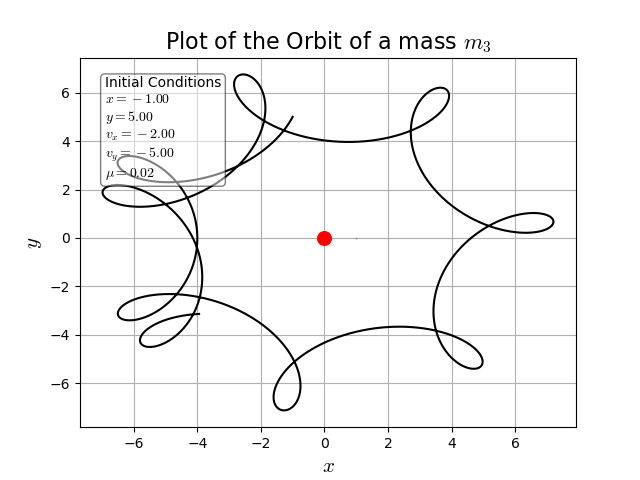 Plot of the Orbit of a mass m₃
Initial Conditions
x = −1.00
y = 5.00
vₓ = −2.00
v_y = −5.00
μ = 0.02
6
4
2
0
−2
−4
−6
y
−6 −4 −2 0 2 4 6
x